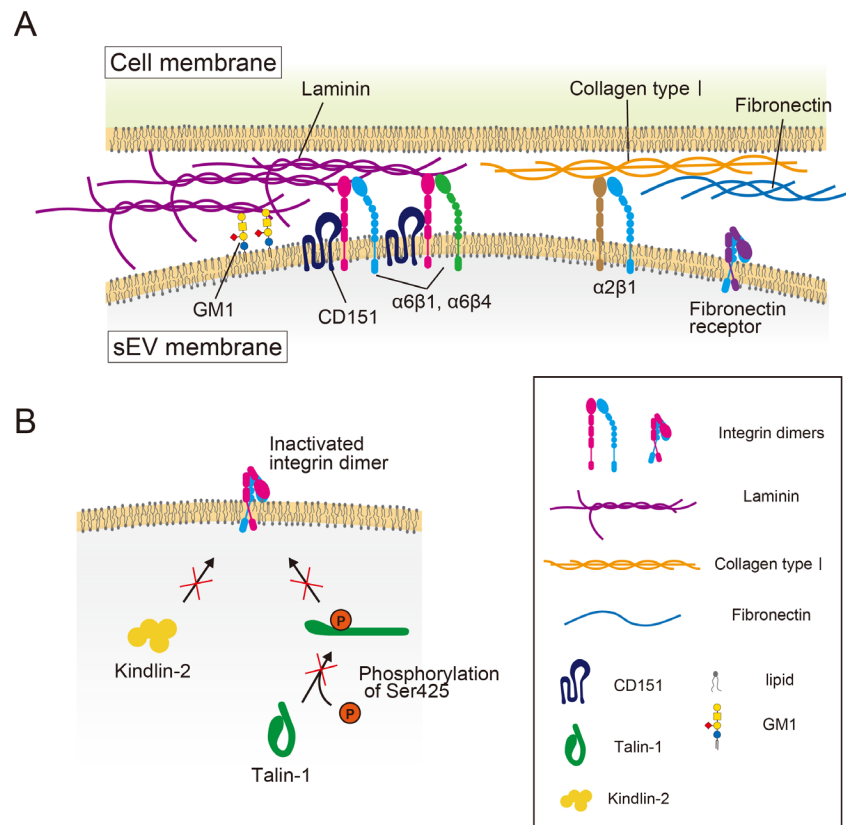 A
Cell membrane
Laminin
Collagen type Ⅰ
Fibronectin
GM1
CD151
α6β1, α6β4
α2β1
Fibronectin
receptor
sEV membrane
B
Inactivated
integrin dimer
Kindlin-2
P
Phosphorylation
of Ser425
P
Talin-1
Integrin dimers
Laminin
Collagen type Ⅰ
Fibronectin
CD151
lipid
Talin-1
GM1
Kindlin-2